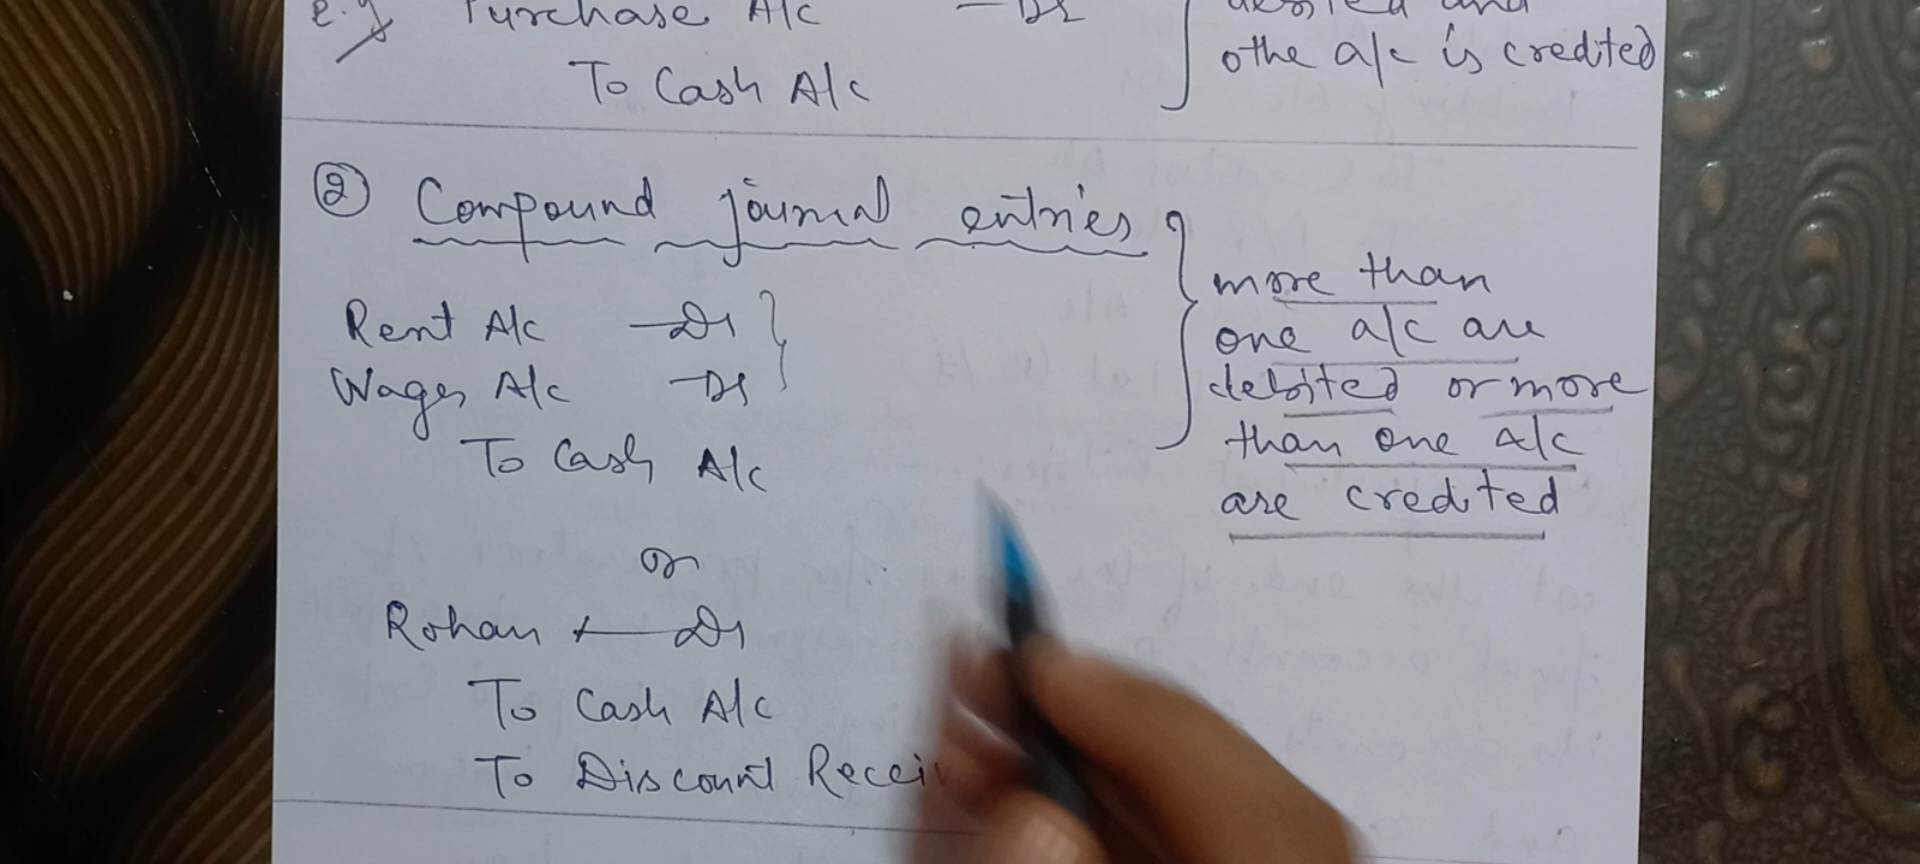 e.g Purchase A/c — Dr
To Cash A/c
othe a/c is credited
② Compound journal entries
Rent A/c — Dr
Wages A/c — Dr
To Cash A/c
more than
one a/c are
debited or more
than one a/c
are credited
or
Rohan — Dr
To Cash A/c
To Discount Recei